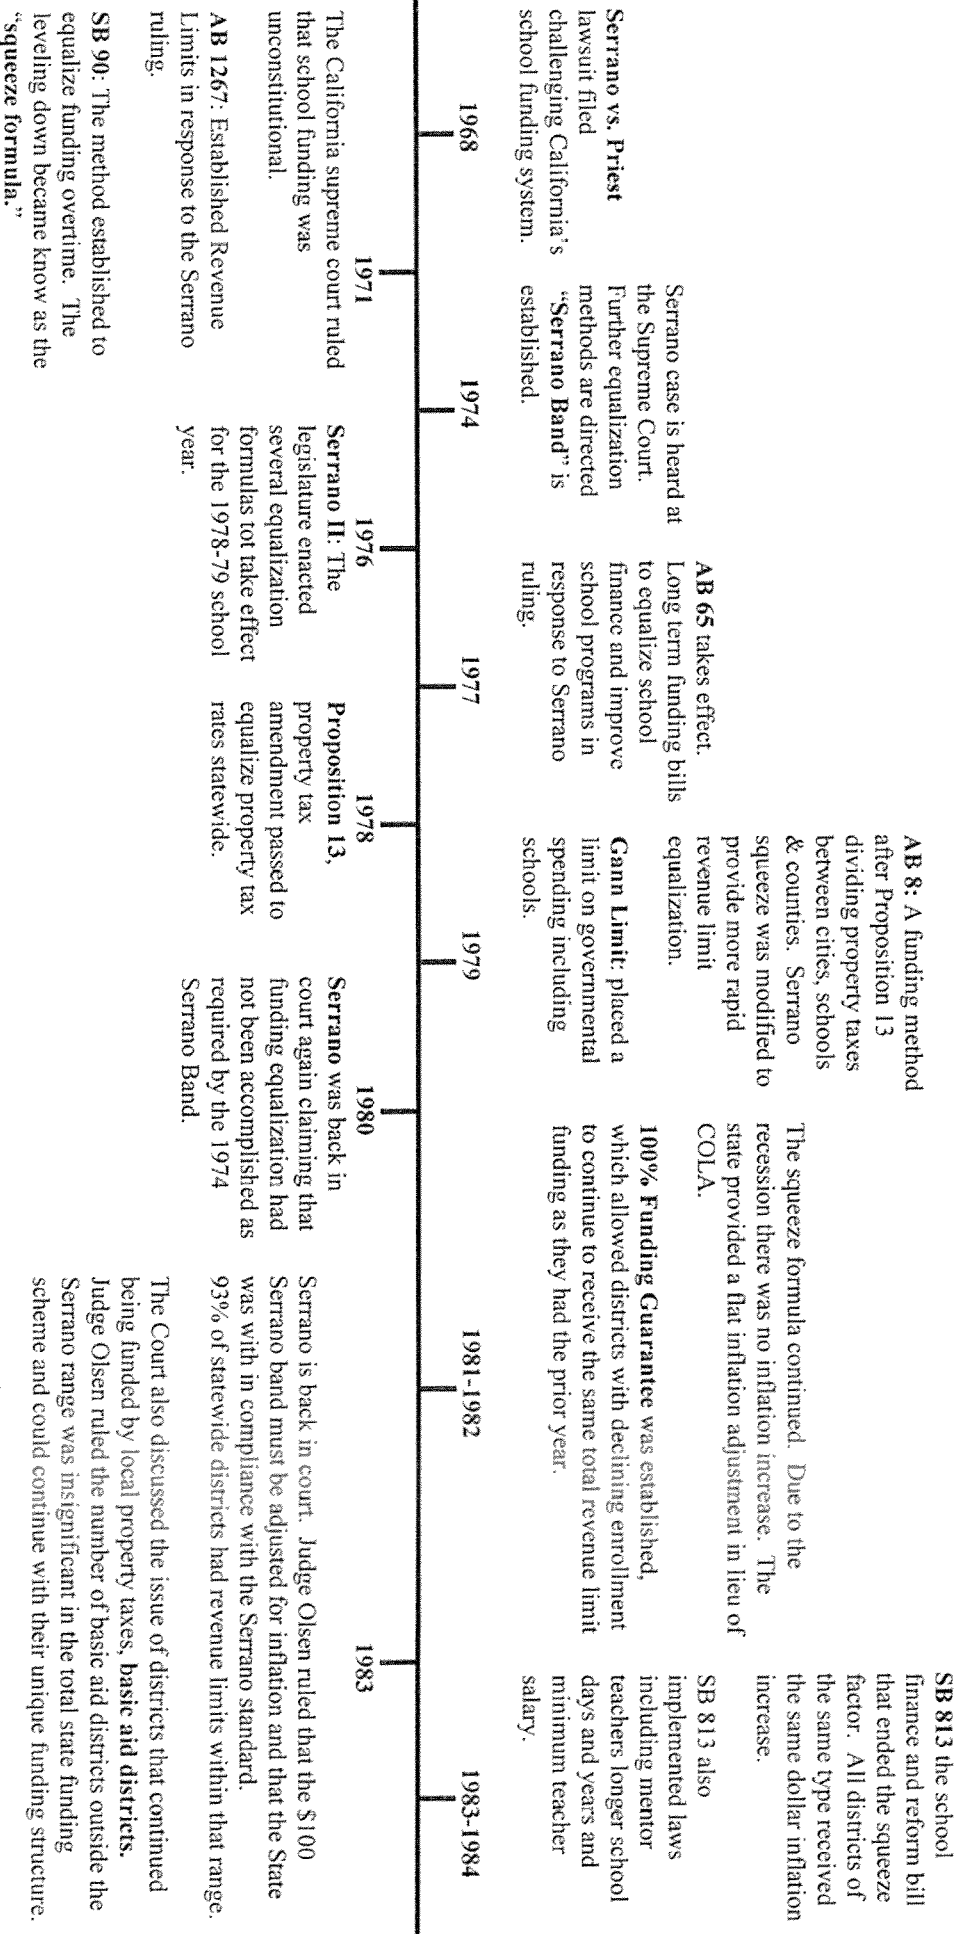 Serrano vs. Priest
lawsuit filed
challenging California's
school funding system.
1968
1971
The California supreme court ruled
that school funding was
unconstitutional.
AB 1267: Established Revenue
Limits in response to the Serrano
ruling.
SB 90: The method established to
equalize funding overtime. The
leveling down became know as the
"squeeze formula."
Serrano case is heard at
the Supreme Court.
Further equalization
methods are directed
"Serrano Band" is
established.
1974
1976
Serrano II: The
legislature enacted
several equalization
formulas tot take effect
for the 1978-79 school
year.
AB 65 takes effect.
Long term funding bills
to equalize school
finance and improve
school programs in
response to Serrano
ruling.
1977
1978
Proposition 13,
property tax
amendment passed to
equalize property tax
rates statewide.
AB 8: A funding method
after Proposition 13
dividing property taxes
between cities, schools
& counties. Serrano
squeeze was modified to
provide more rapid
revenue limit
equalization.
Gann Limit: placed a
limit on governmental
spending including
schools.
1979
1980
Serrano was back in
court again claiming that
funding equalization had
not been accomplished as
required by the 1974
Serrano Band.
The squeeze formula continued. Due to the
recession there was no inflation increase. The
state provided a flat inflation adjustment in lieu of
COLA.
100% Funding Guarantee was established,
which allowed districts with declining enrollment
to continue to receive the same total revenue limit
funding as they had the prior year.
1981-1982
1983
Serrano is back in court. Judge Olsen ruled that the $100
Serrano band must be adjusted for inflation and that the State
was with in compliance with the Serrano standard.
93% of statewide districts had revenue limits within that range.
The Court also discussed the issue of districts that continued
being funded by local property taxes, basic aid districts.
Judge Olsen ruled the number of basic aid districts outside the
Serrano range was insignificant in the total state funding
scheme and could continue with their unique funding structure.
SB 813 the school
finance and reform bill
that ended the squeeze
factor. All districts of
the same type received
the same dollar inflation
increase.
SB 813 also
implemented laws
including mentor
teachers longer school
days and years and
minimum teacher
salary.
1983-1984